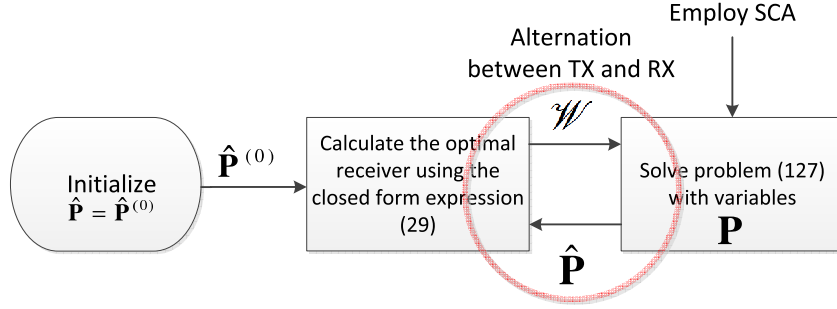 Employ SCA
Alternation
between TX and RX
Initialize
P̂ = P̂⁽⁰⁾
P̂⁽⁰⁾
Calculate the optimal
receiver using the
closed form expression
(29)
𝒲
P̂
Solve problem (127)
with variables
P